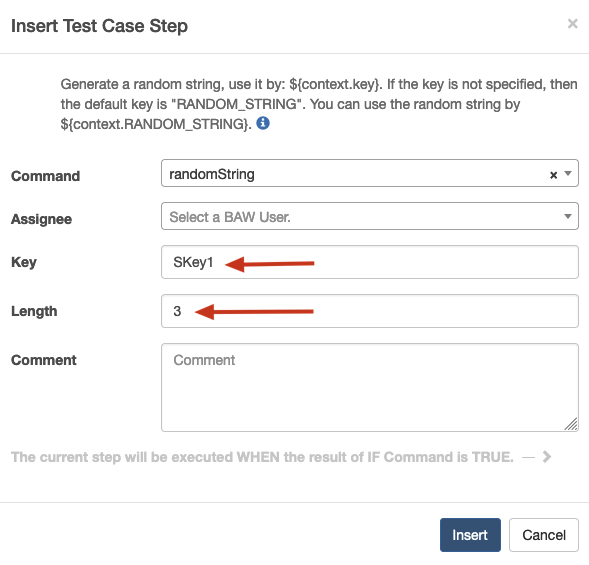 Insert Test Case Step
×
Generate a random string, use it by: ${context.key}. If the key is not specified, then
the default key is "RANDOM_STRING". You can use the random string by
${context.RANDOM_STRING}.
Command
randomString
×
Assignee
Select a BAW User.
Key
SKey1
Length
3
Comment
Comment
The current step will be executed WHEN the result of IF Command is TRUE.
Insert
Cancel